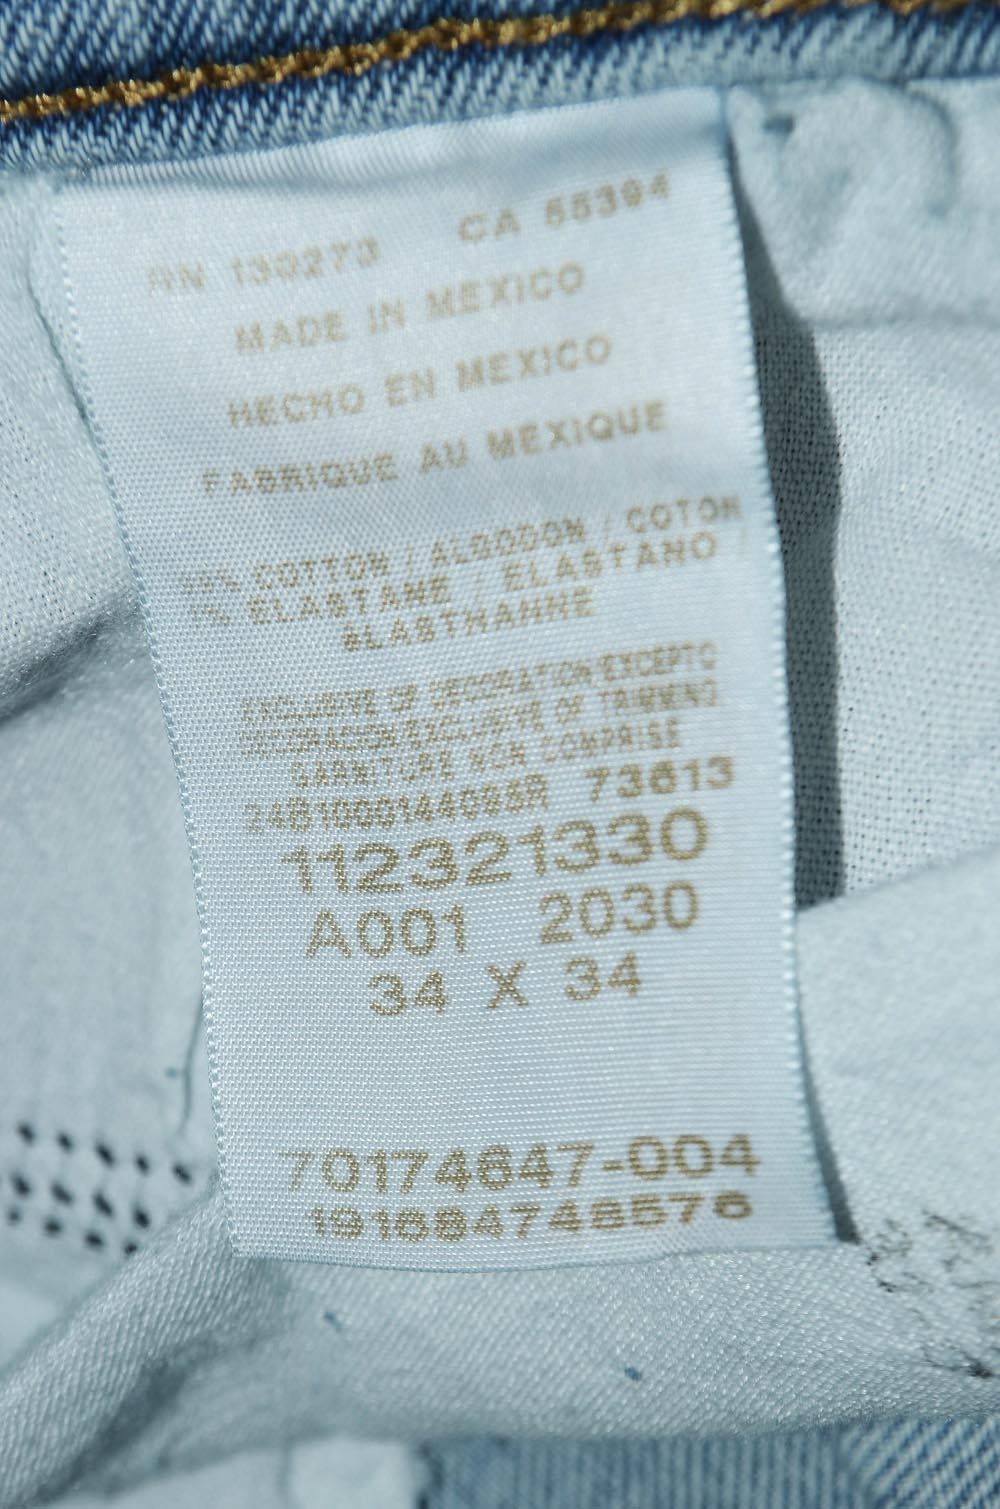 RN 130273 CA 55394
MADE IN MEXICO
HECHO EN MEXICO
FABRIQUE AU MEXIQUE
COTTON / ALGODON / COTON
ELASTANE / ELASTANO /
eLASTHANNE
EXCLUSIVE OF DECORATION/EXCEPTO
DECORACION/EXCLUSIVE OF TRIMMING
GARNITURE NON COMPRISE
73613
112321330
A001 2030
34 X 34
70174647-004
191684748576